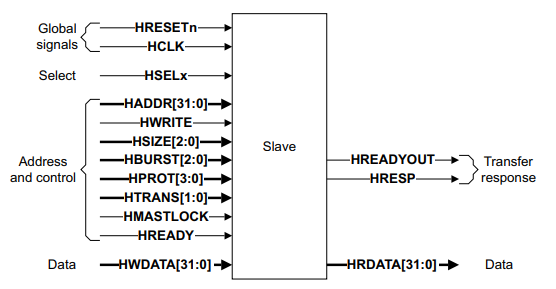 Global
signals
HRESETn
HCLK
Select
HSELx
Address
and control
HADDR[31:0]
HWRITE
HSIZE[2:0]
HBURST[2:0]
HPROT[3:0]
HTRANS[1:0]
HMASTLOCK
HREADY
Data
HWDATA[31:0]
Slave
HREADYOUT
HRESP
Transfer
response
HRDATA[31:0]
Data